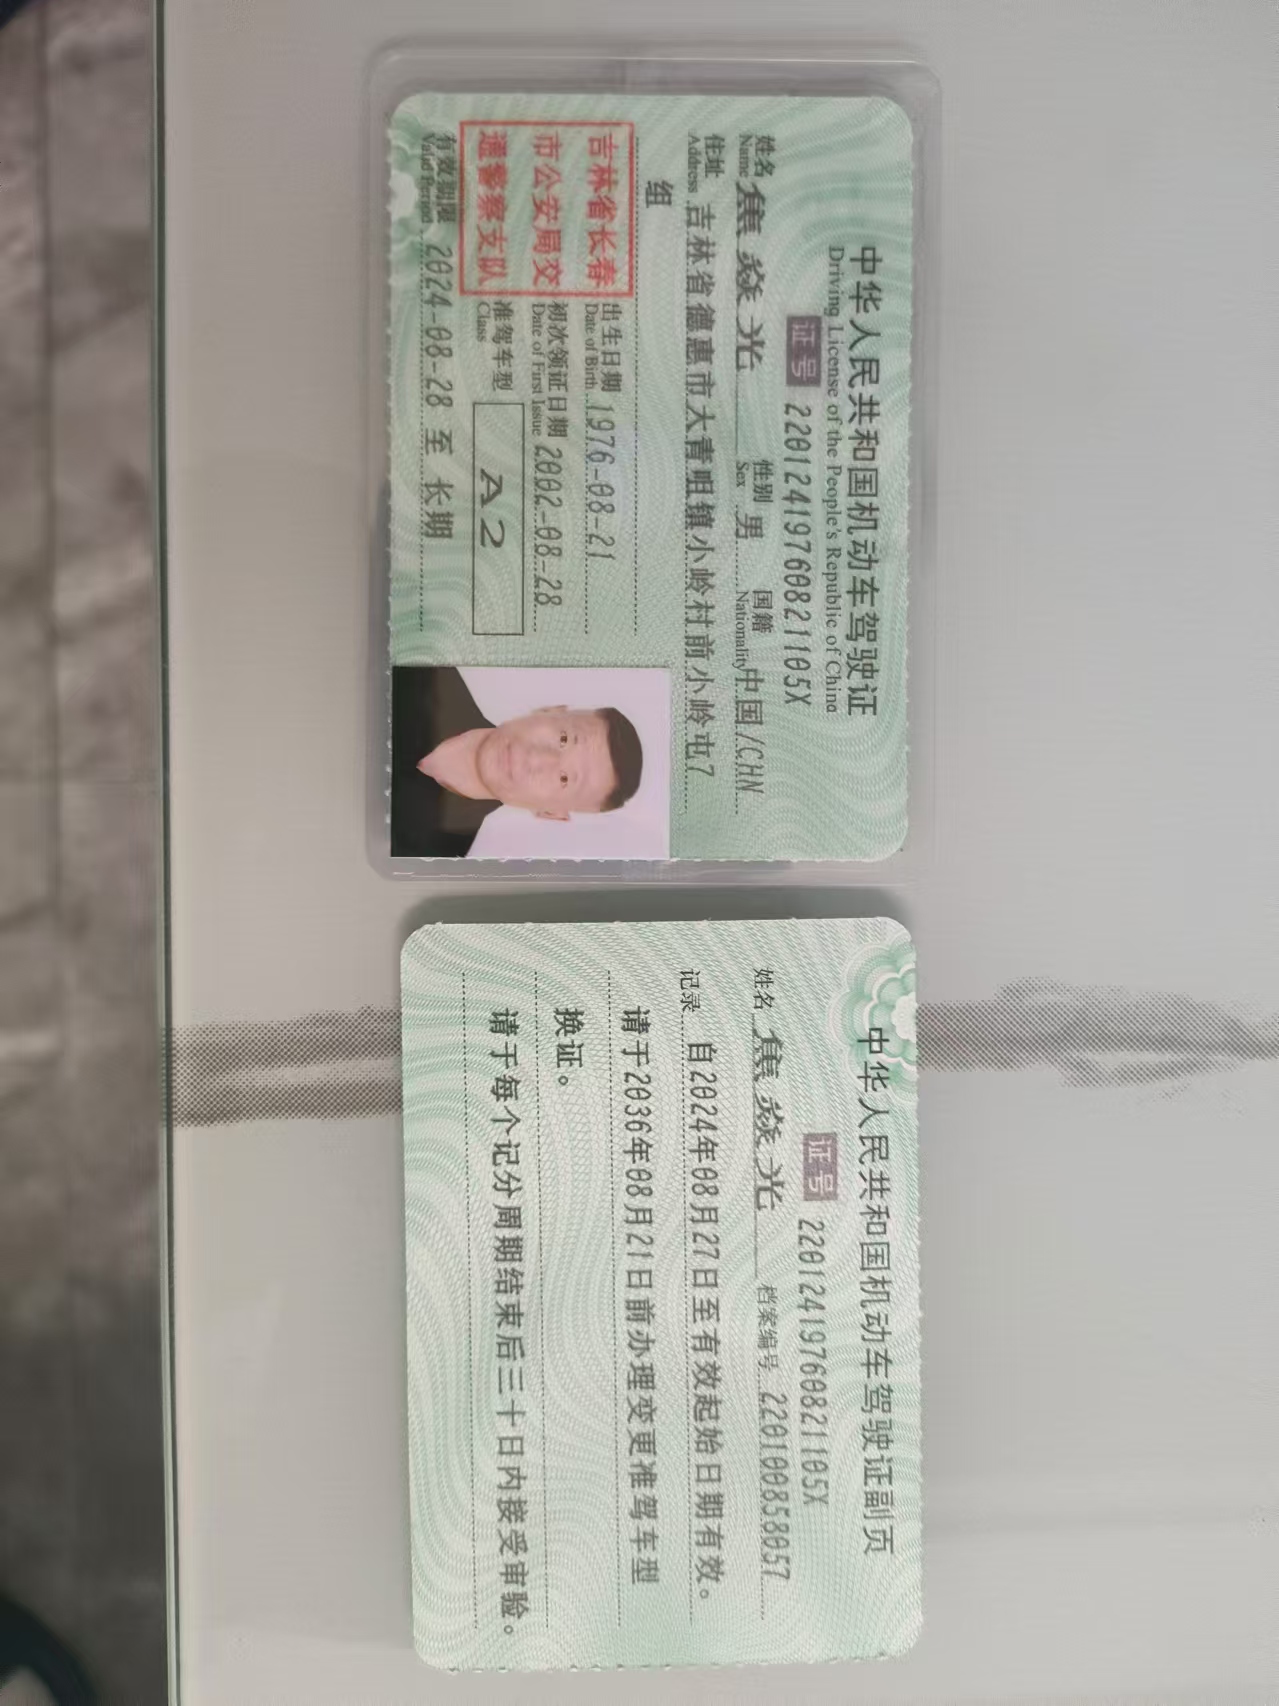 中华人民共和国机动车驾驶证
Driving License of the People's Republic of China
证号 22012419760821105X
姓名 焦焱光 性别 男 国籍 中国/CHN
Name Sex Nationality
住址 吉林省德惠市大青咀镇小岭村前小岭屯7
Address
组
吉林省长春
市公安局交
通警察支队
出生日期 1976-08-21
Date of Birth
初次领证日期 2002-08-28
Date of First Issue
准驾车型 A2
Class
有效期限 2024-08-28 至 长期
Valid Period
中华人民共和国机动车驾驶证副页
证号 22012419760821105X
姓名 焦焱光 档案编号 220100858057
记录 自2024年08月27日至有效起始日期有效。
请于2036年08月21日前办理变更准驾车型
换证。
请于每个记分周期结束后三十日内接受审验。